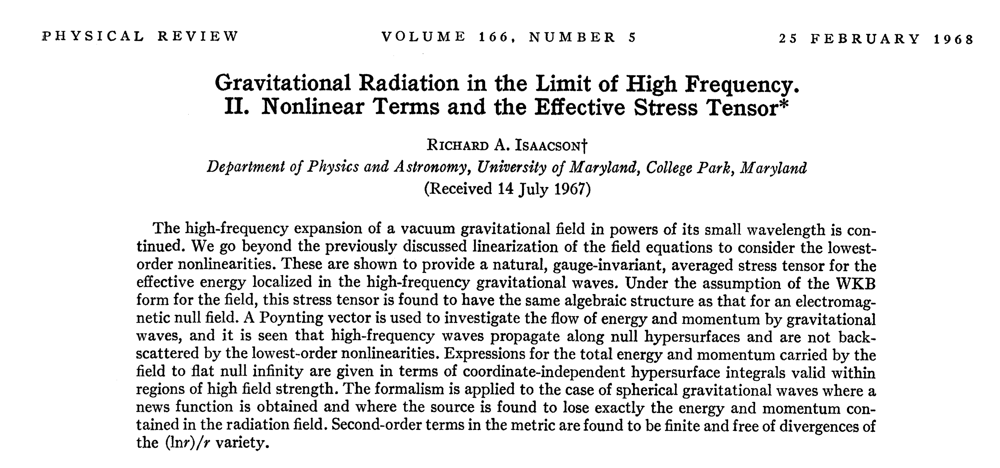 PHYSICAL REVIEW VOLUME 166, NUMBER 5 25 FEBRUARY 1968
Gravitational Radiation in the Limit of High Frequency.
II. Nonlinear Terms and the Effective Stress Tensor*
RICHARD A. ISAACSON†
Department of Physics and Astronomy, University of Maryland, College Park, Maryland
(Received 14 July 1967)
The high-frequency expansion of a vacuum gravitational field in powers of its small wavelength is con-
tinued. We go beyond the previously discussed linearization of the field equations to consider the lowest-
order nonlinearities. These are shown to provide a natural, gauge-invariant, averaged stress tensor for the
effective energy localized in the high-frequency gravitational waves. Under the assumption of the WKB
form for the field, this stress tensor is found to have the same algebraic structure as that for an electromag-
netic null field. A Poynting vector is used to investigate the flow of energy and momentum by gravitational
waves, and it is seen that high-frequency waves propagate along null hypersurfaces and are not back-
scattered by the lowest-order nonlinearities. Expressions for the total energy and momentum carried by the
field to flat null infinity are given in terms of coordinate-independent hypersurface integrals valid within
regions of high field strength. The formalism is applied to the case of spherical gravitational waves where a
news function is obtained and where the source is found to lose exactly the energy and momentum con-
tained in the radiation field. Second-order terms in the metric are found to be finite and free of divergences of
the (lnr)/r variety.